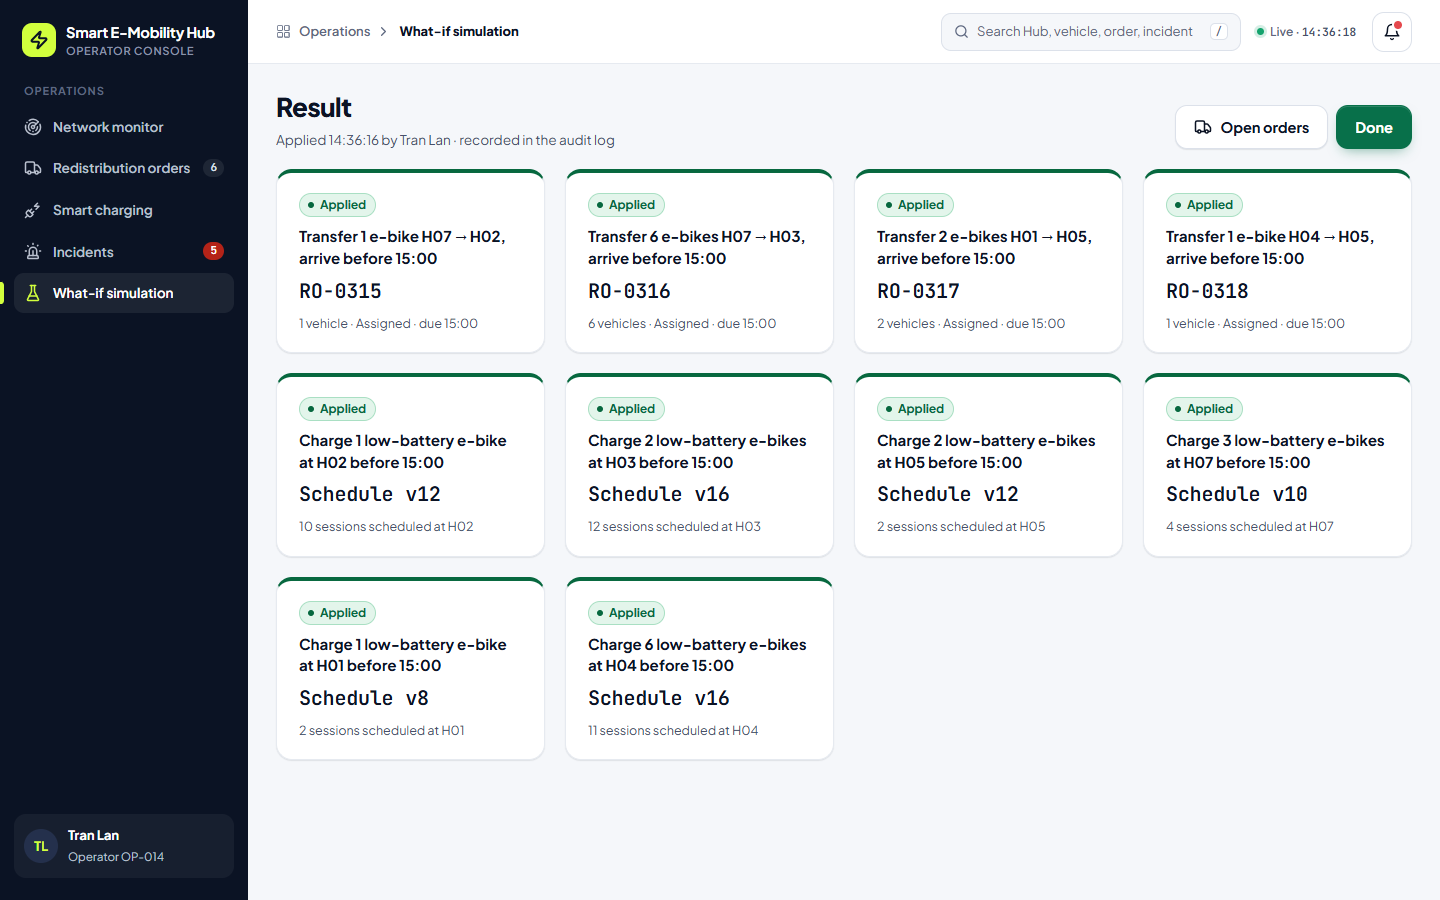 Smart E-Mobility Hub
OPERATOR CONSOLE
OPERATIONS
Network monitor
Redistribution orders 6
Smart charging
Incidents 5
What-if simulation
Tran Lan
TL
Operator OP-014
Operations > What-if simulation
Search Hub, vehicle, order, incident /
Live · 14:36:18
Result
Applied 14:36:16 by Tran Lan · recorded in the audit log
Open orders
Done
Applied
Transfer 1 e-bike H07 → H02,
arrive before 15:00
RO-0315
1 vehicle · Assigned · due 15:00
Applied
Transfer 6 e-bikes H07 → H03,
arrive before 15:00
RO-0316
6 vehicles · Assigned · due 15:00
Applied
Transfer 2 e-bikes H01 → H05,
arrive before 15:00
RO-0317
2 vehicles · Assigned · due 15:00
Applied
Transfer 1 e-bike H04 → H05,
arrive before 15:00
RO-0318
1 vehicle · Assigned · due 15:00
Applied
Charge 1 low-battery e-bike
at H02 before 15:00
Schedule v12
10 sessions scheduled at H02
Applied
Charge 2 low-battery e-bikes
at H03 before 15:00
Schedule v16
12 sessions scheduled at H03
Applied
Charge 2 low-battery e-bikes
at H05 before 15:00
Schedule v12
2 sessions scheduled at H05
Applied
Charge 3 low-battery e-bikes
at H07 before 15:00
Schedule v10
4 sessions scheduled at H07
Applied
Charge 1 low-battery e-bike
at H01 before 15:00
Schedule v8
2 sessions scheduled at H01
Applied
Charge 6 low-battery e-bikes
at H04 before 15:00
Schedule v16
11 sessions scheduled at H04